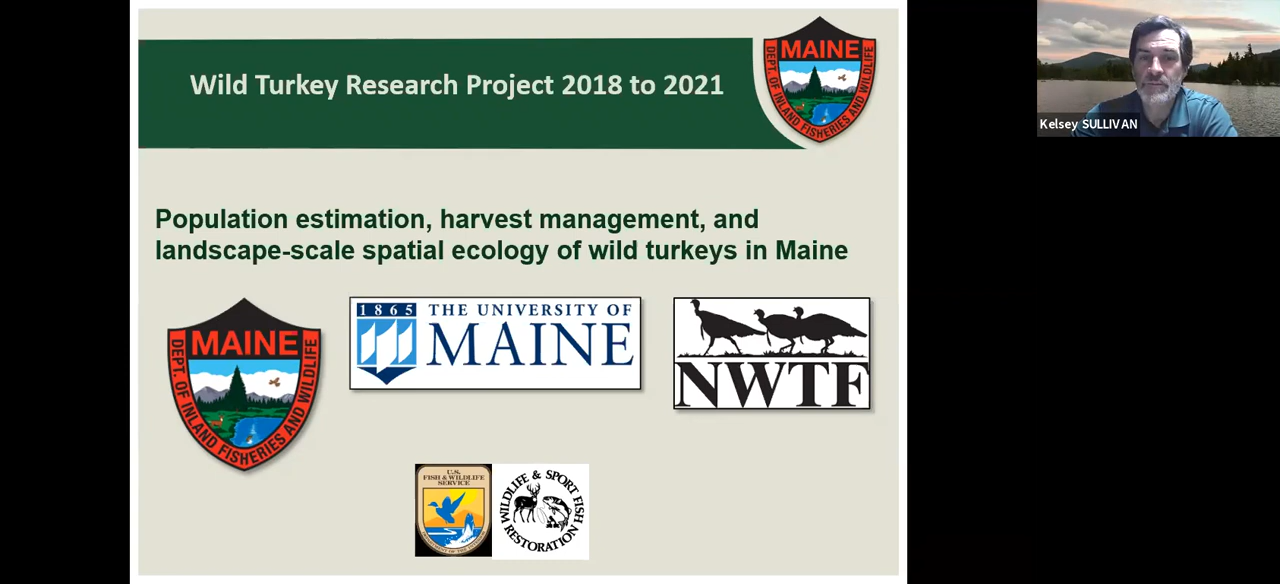 Wild Turkey Research Project 2018 to 2021
MAINE
DEPT. OF INLAND FISHERIES AND WILDLIFE
Kelsey SULLIVAN
Population estimation, harvest management, and
landscape-scale spatial ecology of wild turkeys in Maine
MAINE
DEPT. OF INLAND FISHERIES AND WILDLIFE
1865
THE UNIVERSITY OF
MAINE
NWTF
U.S.
FISH & WILDLIFE
SERVICE
WILDLIFE & SPORT FISH
RESTORATION